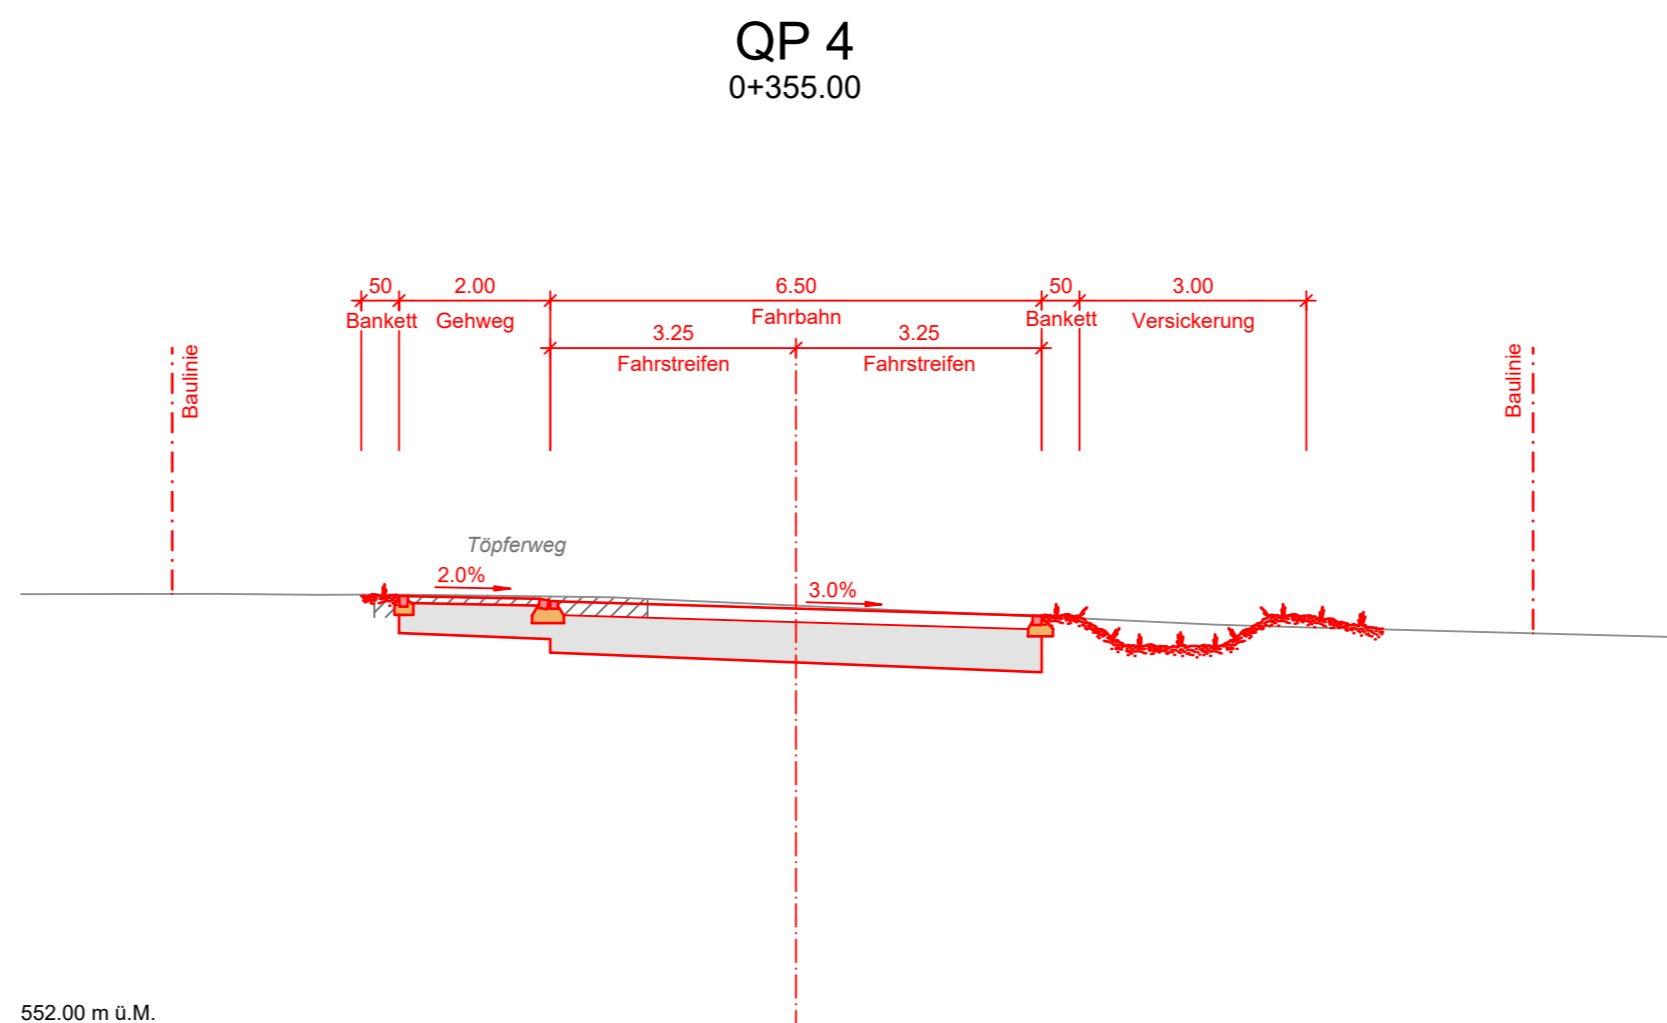 QP 4
0+355.00
50
2.00
6.50
50
3.00
Bankett
Gehweg
Fahrbahn
Bankett
Versickerung
3.25
3.25
Fahrstreifen
Fahrstreifen
Baulinie
Baulinie
Töpferweg
2.0%
3.0%
552.00 m ü.M.